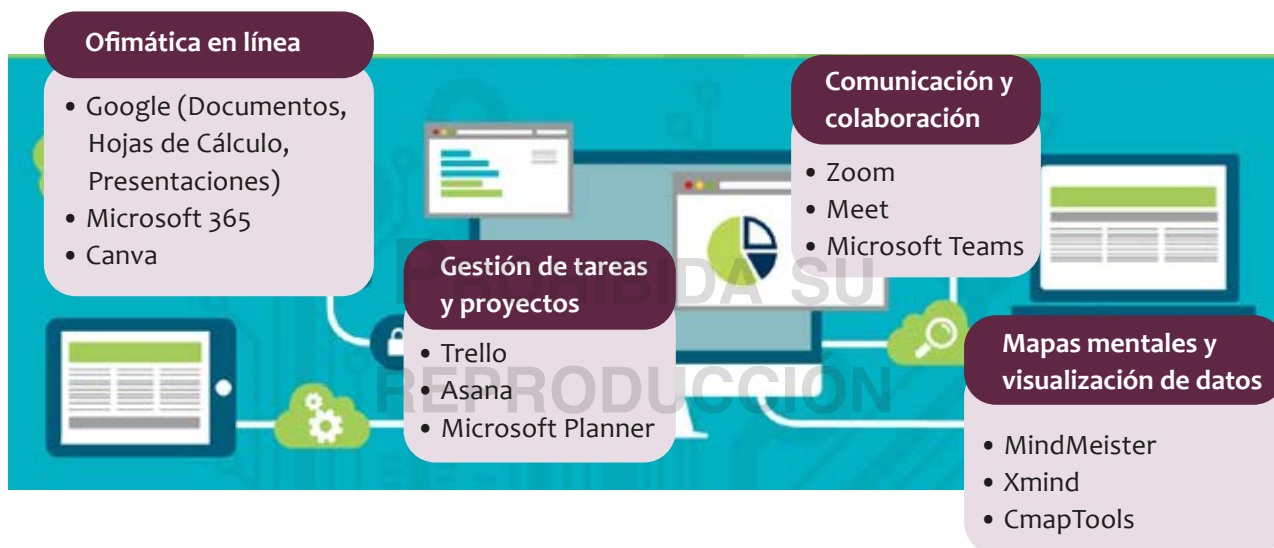 Ofimática en línea
• Google (Documentos,
Hojas de Cálculo,
Presentaciones)
• Microsoft 365
• Canva
Gestión de tareas
y proyectos
• Trello
• Asana
• Microsoft Planner
Comunicación y
colaboración
• Zoom
• Meet
• Microsoft Teams
Mapas mentales y
visualización de datos
• MindMeister
• Xmind
• CmapTools
PROHIBIDA SU
REPRODUCCIÓN